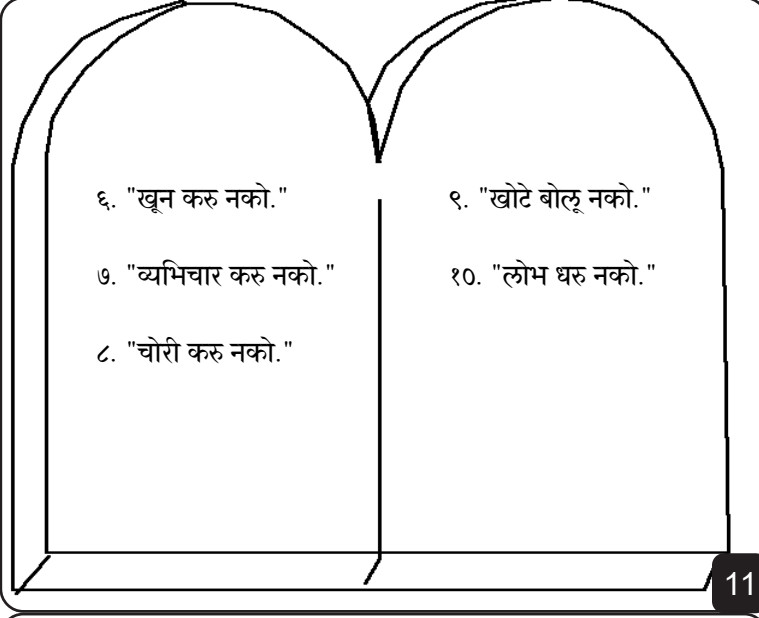 ६. "खून करु नको."
७. "व्यभिचार करु नको."
८. "चोरी करु नको."
९. "खोटे बोलू नको."
१०. "लोभ धरु नको."
11